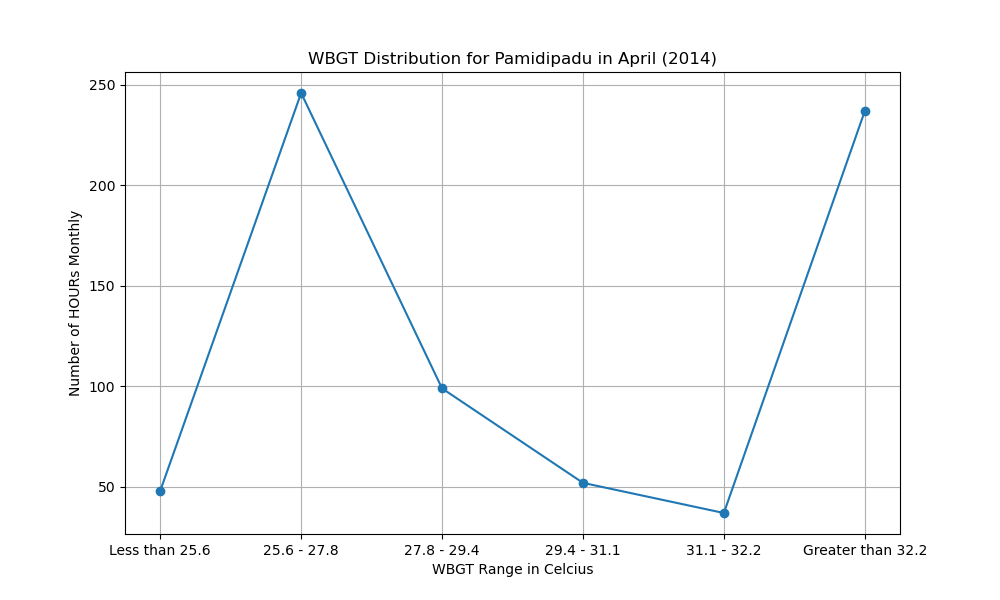 WBGT Distribution for Pamidipadu in April (2014)
Number of HOURs Monthly
250
200
150
100
50
Less than 25.6
25.6 - 27.8
27.8 - 29.4
29.4 - 31.1
31.1 - 32.2
Greater than 32.2
WBGT Range in Celcius